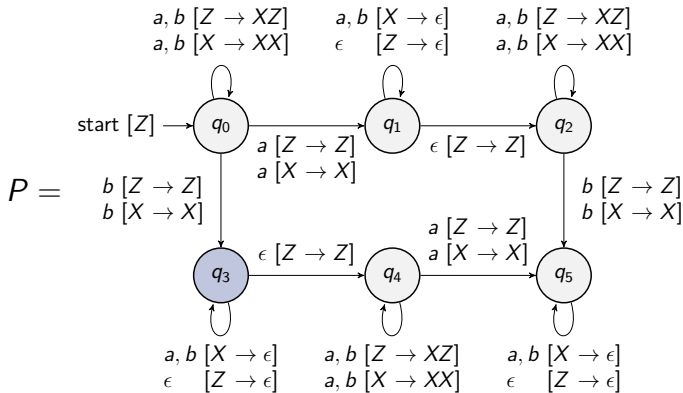 a, b [Z → XZ]
a, b [X → XX]
a, b [X → ϵ]
ϵ [Z → ϵ]
a, b [Z → XZ]
a, b [X → XX]
start [Z]
q0
q1
q2
a [Z → Z]
a [X → X]
ϵ [Z → Z]
P =
b [Z → Z]
b [X → X]
b [Z → Z]
b [X → X]
a [Z → Z]
a [X → X]
ϵ [Z → Z]
q3
q4
q5
a, b [X → ϵ]
ϵ [Z → ϵ]
a, b [Z → XZ]
a, b [X → XX]
a, b [X → ϵ]
ϵ [Z → ϵ]